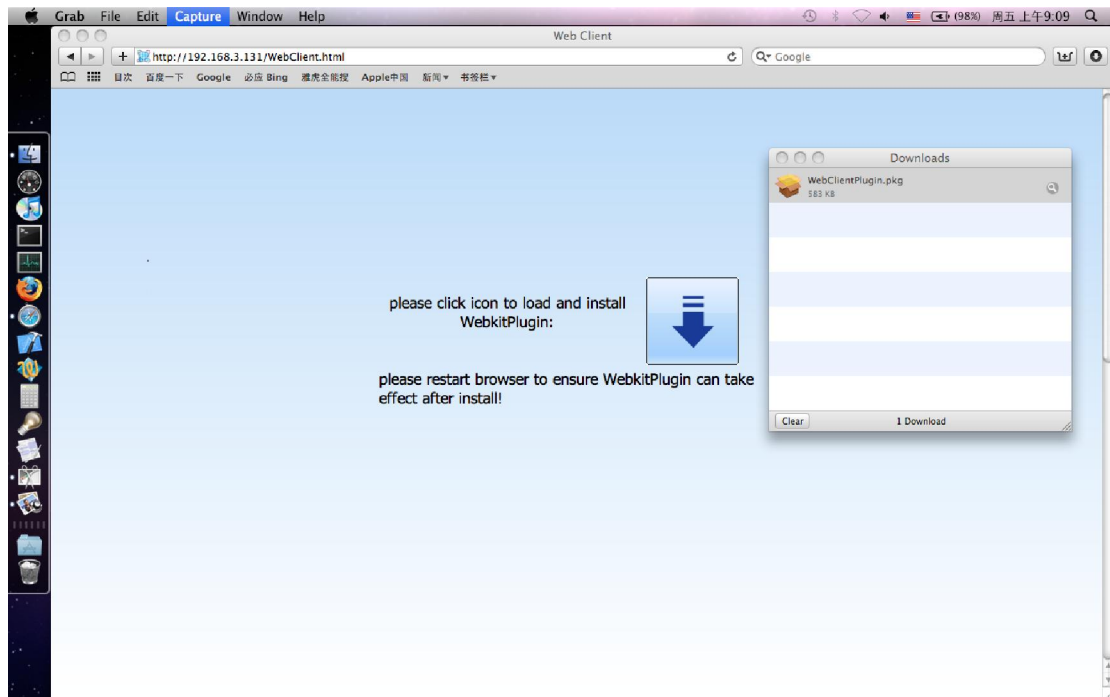 Grab File Edit Capture Window Help (98%) 周五 上午9:09
Web Client
http://192.168.3.131/WebClient.html
Google
目次 百度一下 Google 必应 Bing 雅虎全能搜 Apple中国 新闻 书签栏
Downloads
WebClientPlugin.pkg
583 KB
please click icon to load and install
WebkitPlugin:
please restart browser to ensure WebkitPlugin can take
effect after install!
Clear
1 Download